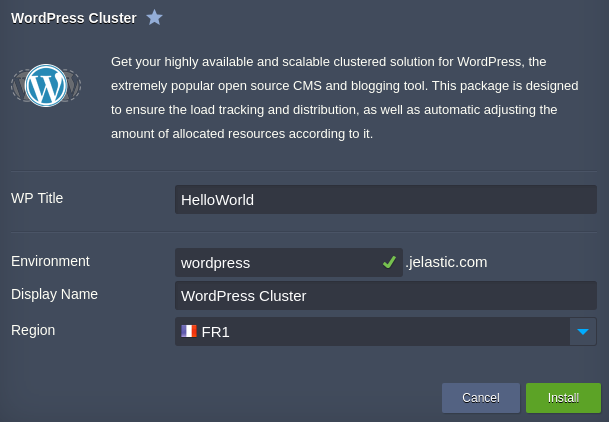 WordPress Cluster
Get your highly available and scalable clustered solution for WordPress, the
extremely popular open source CMS and blogging tool. This package is designed
to ensure the load tracking and distribution, as well as automatic adjusting the
amount of allocated resources according to it.
WP Title HelloWorld
Environment wordpress .jelastic.com
Display Name WordPress Cluster
Region FR1
Cancel Install